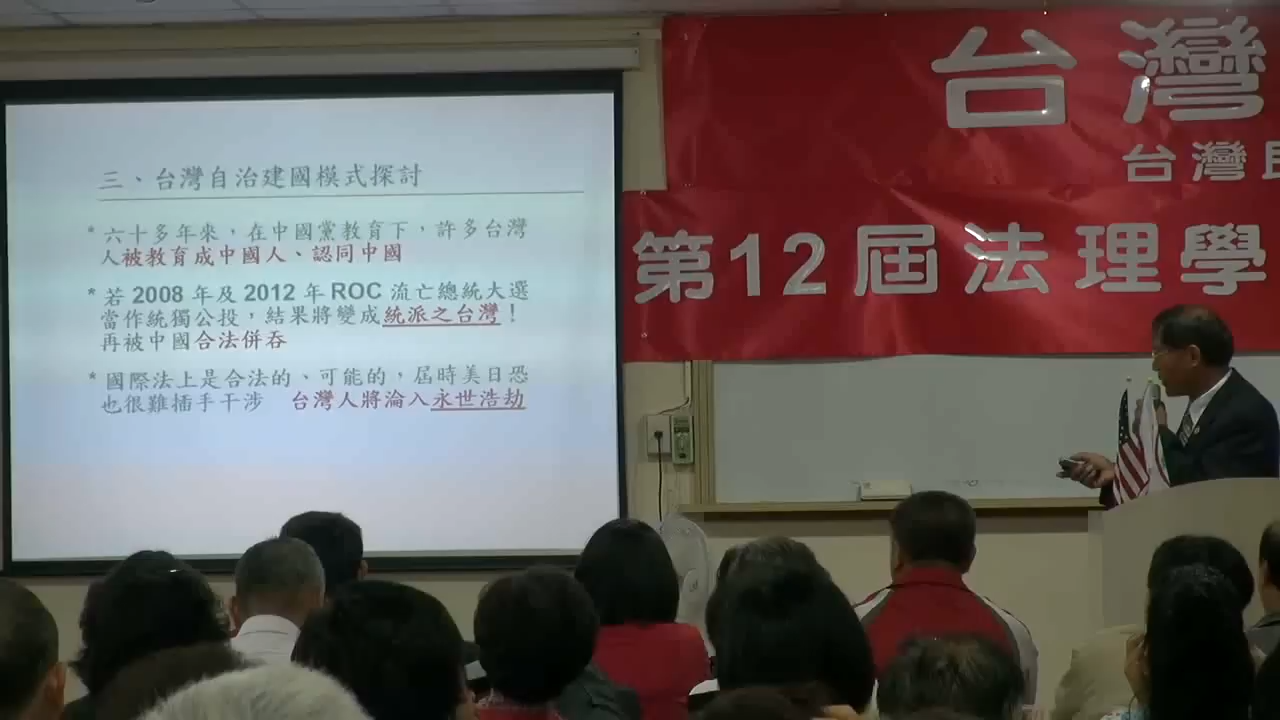 三、台灣自治建國模式探討
* 六十多年來，在中國黨教育下，許多台灣
人被教育成中國人、認同中國
* 若 2008 年及 2012 年 ROC 流亡總統大選
當作統獨公投，結果將變成統派之台灣！
再被中國合法併吞
* 國際法上是合法的、可能的，屆時美日恐
也很難插手干涉 台灣人將淪入永世浩劫
台灣
台灣
第12屆法理學